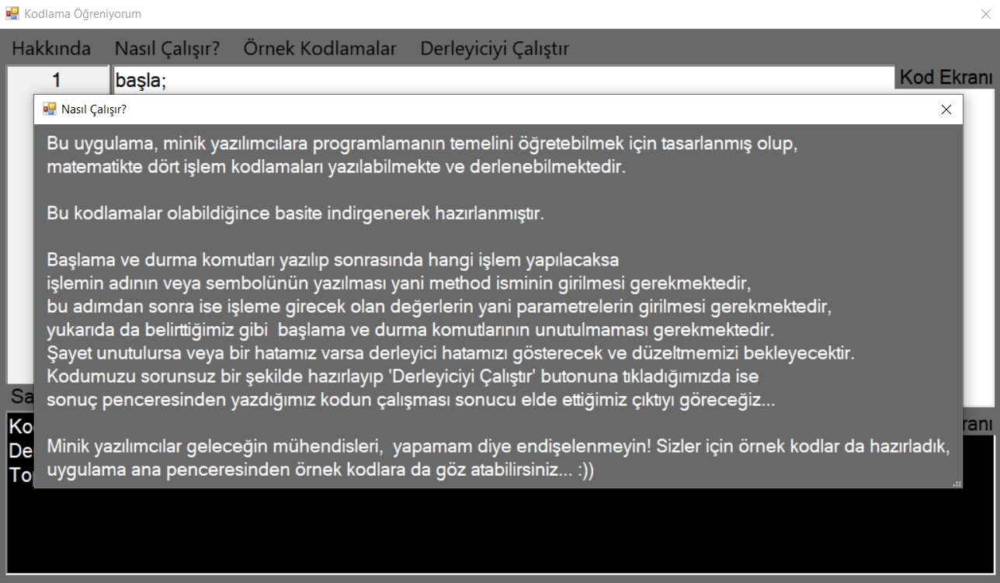 Kodlama Öğreniyorum
Hakkında Nasıl Çalışır? Örnek Kodlamalar Derleyiciyi Çalıştır
1 başla; Kod Ekranı
Nasıl Çalışır?
Bu uygulama, minik yazılımcılara programlamanın temelini öğretebilmek için tasarlanmış olup,
matematikte dört işlem kodlamaları yazılabilmekte ve derlenebilmektedir.
Bu kodlamalar olabildiğince basite indirgenerek hazırlanmıştır.
Başlama ve durma komutları yazılıp sonrasında hangi işlem yapılacaksa
işlemin adının veya sembolünün yazılması yani method isminin girilmesi gerekmektedir,
bu adımdan sonra ise işleme girecek olan değerlerin yani parametrelerin girilmesi gerekmektedir,
yukarıda da belirttiğimiz gibi  başlama ve durma komutlarının unutulmaması gerekmektedir.
Şayet unutulursa veya bir hatamız varsa derleyici hatamızı gösterecek ve düzeltmemizi bekleyecektir.
Kodumuzu sorunsuz bir şekilde hazırlayıp 'Derleyiciyi Çalıştır' butonuna tıkladığımızda ise
sonuç penceresinden yazdığımız kodun çalışması sonucu elde ettiğimiz çıktıyı göreceğiz...
Minik yazılımcılar geleceğin mühendisleri,  yapamam diye endişelenmeyin! Sizler için örnek kodlar da hazırladık,
uygulama ana penceresinden örnek kodlara da göz atabilirsiniz... :))